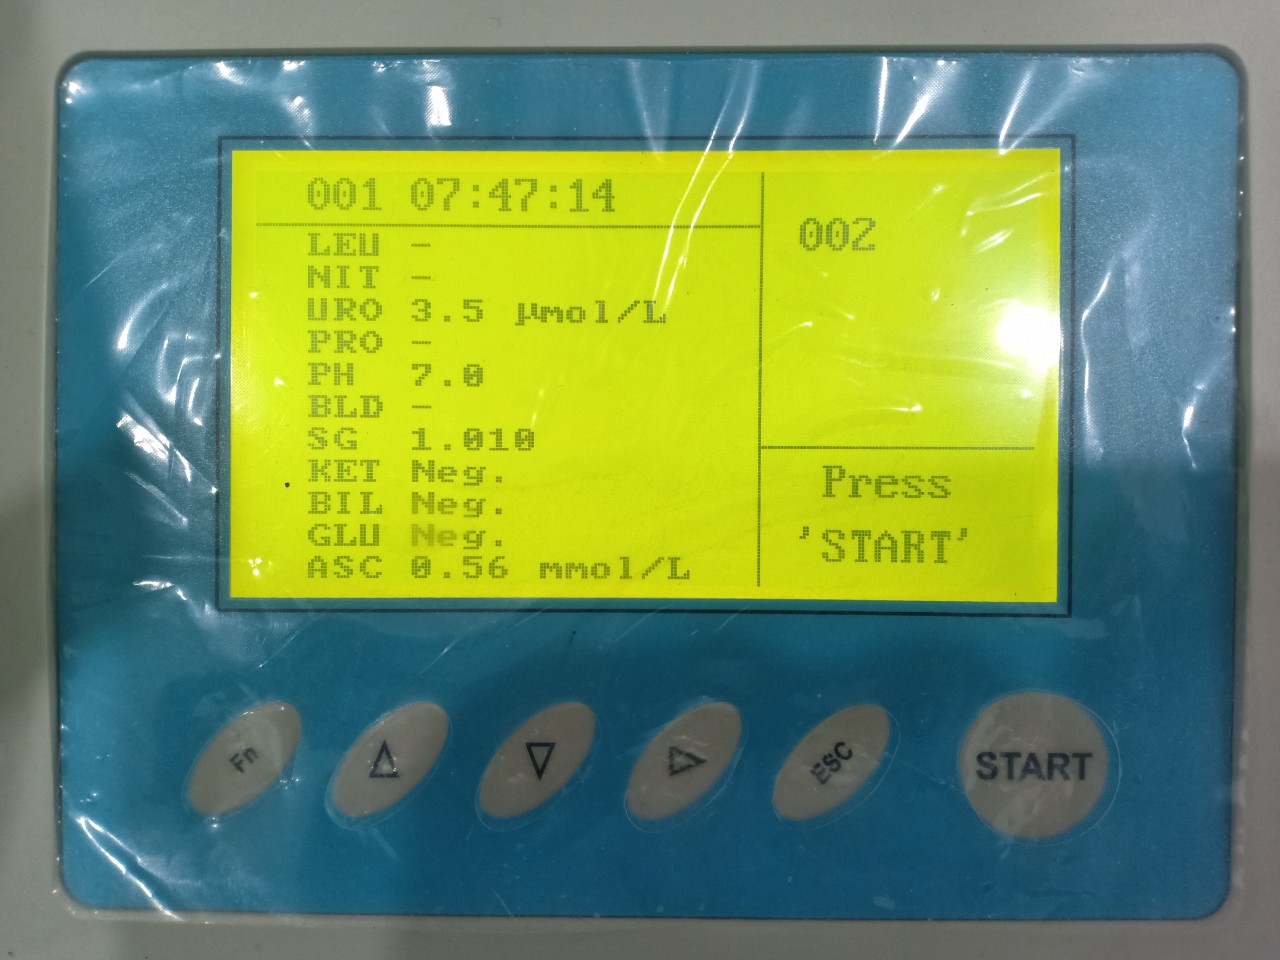 001 07:47:14
LEU -
NIT -
URO 3.5 µmol/L
PRO -
PH 7.0
BLD -
SG 1.010
KET Neg.
BIL Neg.
GLU Neg.
ASC 0.56 mmol/L
002
Press
'START'
Fn
ESC
START